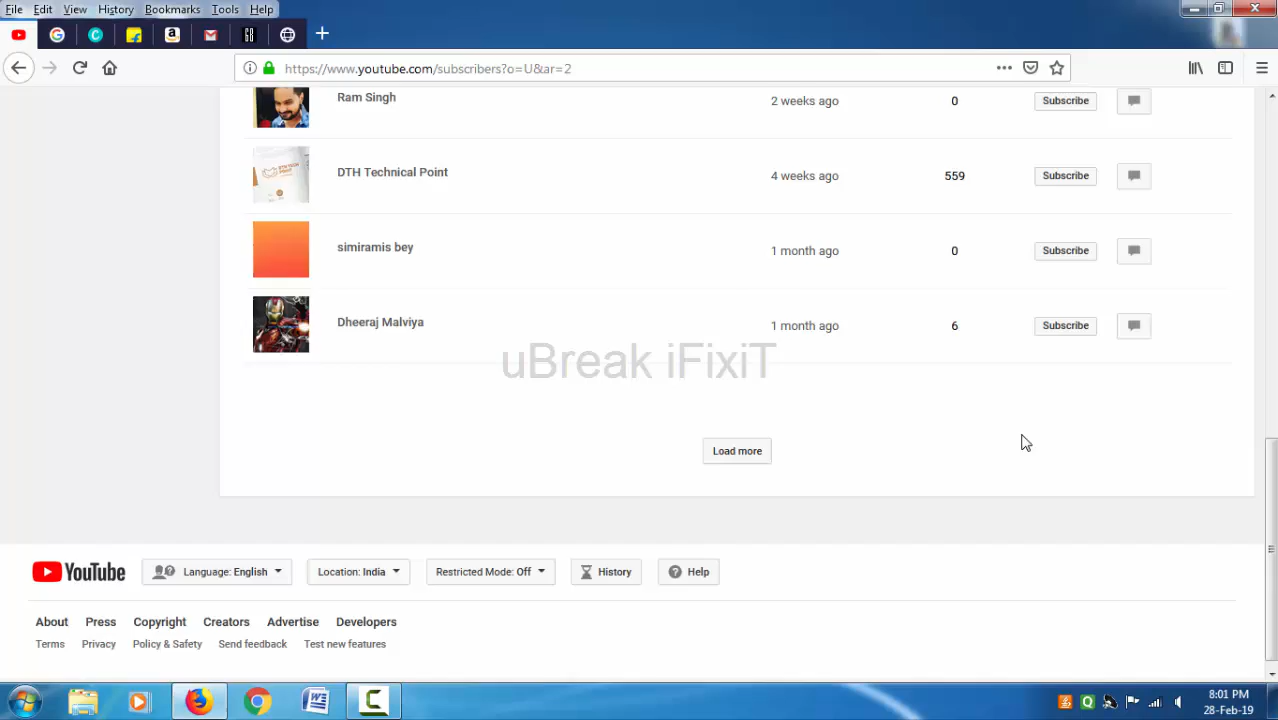 File Edit View History Bookmarks Tools Help
https://www.youtube.com/subscribers?o=U&ar=2
Ram Singh 2 weeks ago 0 Subscribe
DTH Technical Point 4 weeks ago 559 Subscribe
simiramis bey 1 month ago 0 Subscribe
Dheeraj Malviya 1 month ago 6 Subscribe
uBreak iFixiT
Load more
YouTube Language: English Location: India Restricted Mode: Off History Help
About Press Copyright Creators Advertise Developers
Terms Privacy Policy & Safety Send feedback Test new features
8:01 PM
28-Feb-19